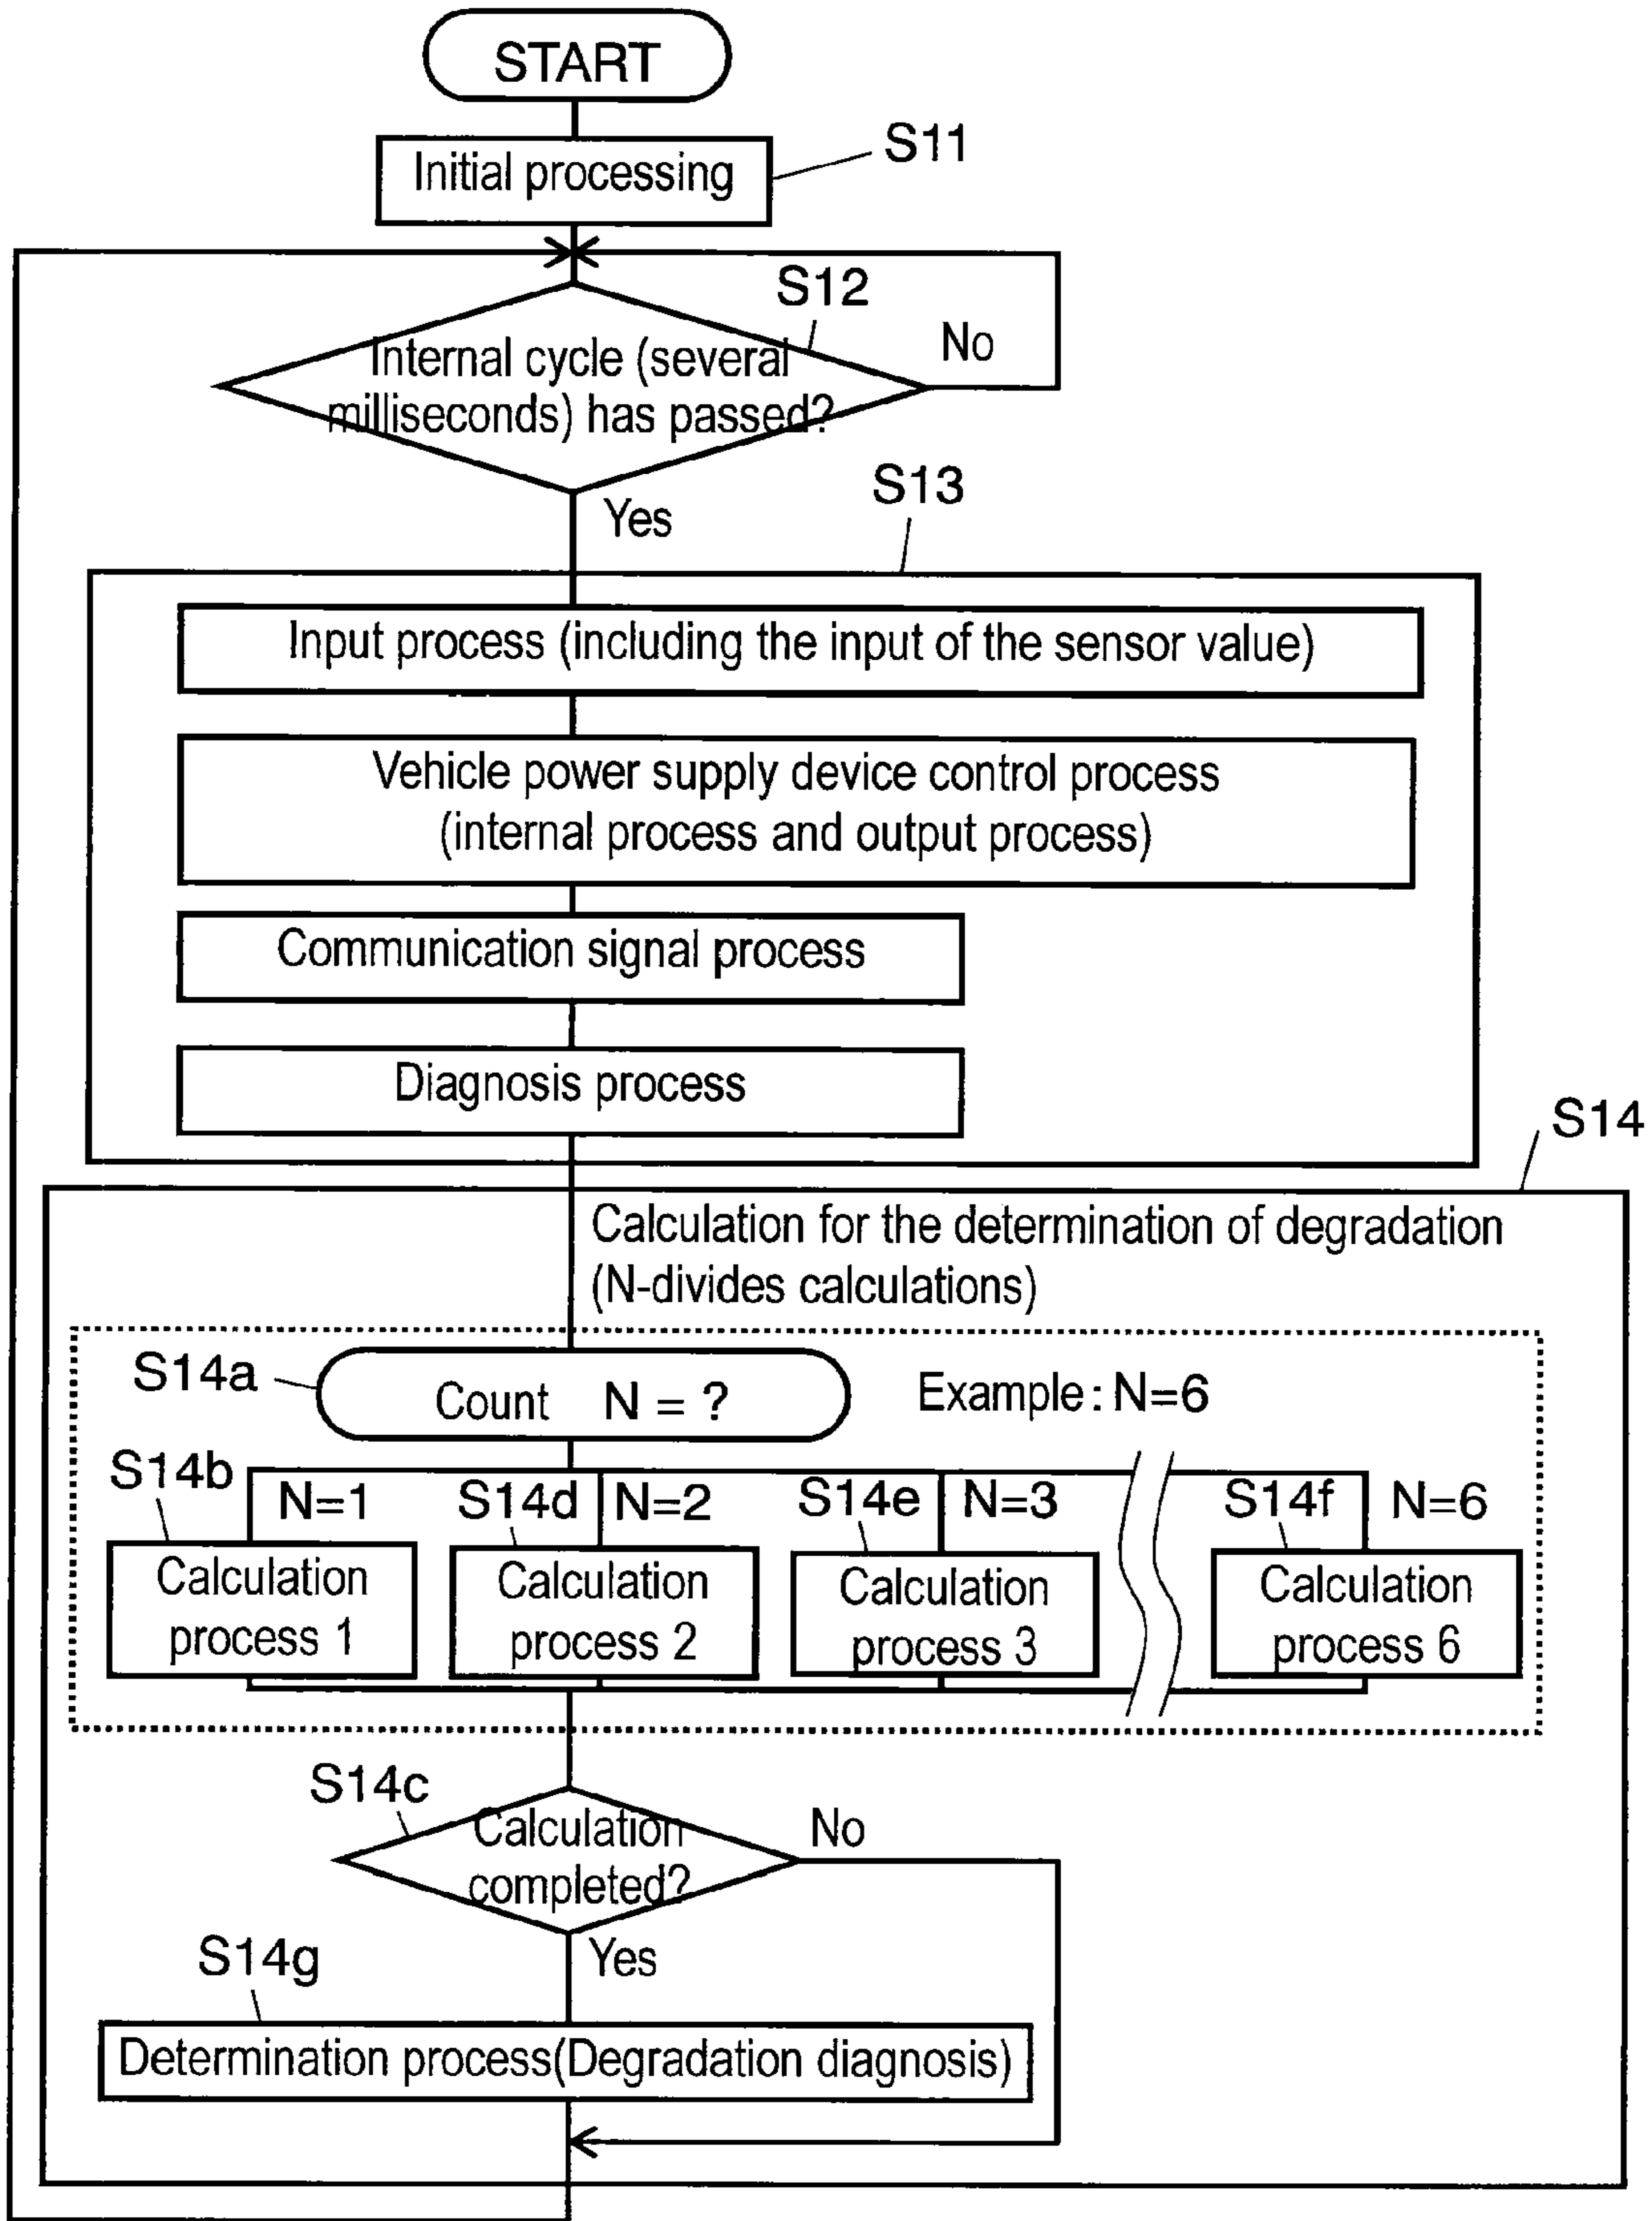 START
S11
Initial processing
S12
Internal cycle (several
milliseconds) has passed?
No
Yes
S13
Input process (including the input of the sensor value)
Vehicle power supply device control process
(internal process and output process)
Communication signal process
Diagnosis process
S14
Calculation for the determination of degradation
(N-divides calculations)
S14a
Count N = ?
Example: N=6
S14b
N=1
S14d
N=2
S14e
N=3
S14f
N=6
Calculation
process 1
Calculation
process 2
Calculation
process 3
Calculation
process 6
S14c
Calculation
completed?
No
Yes
S14g
Determination process(Degradation diagnosis)